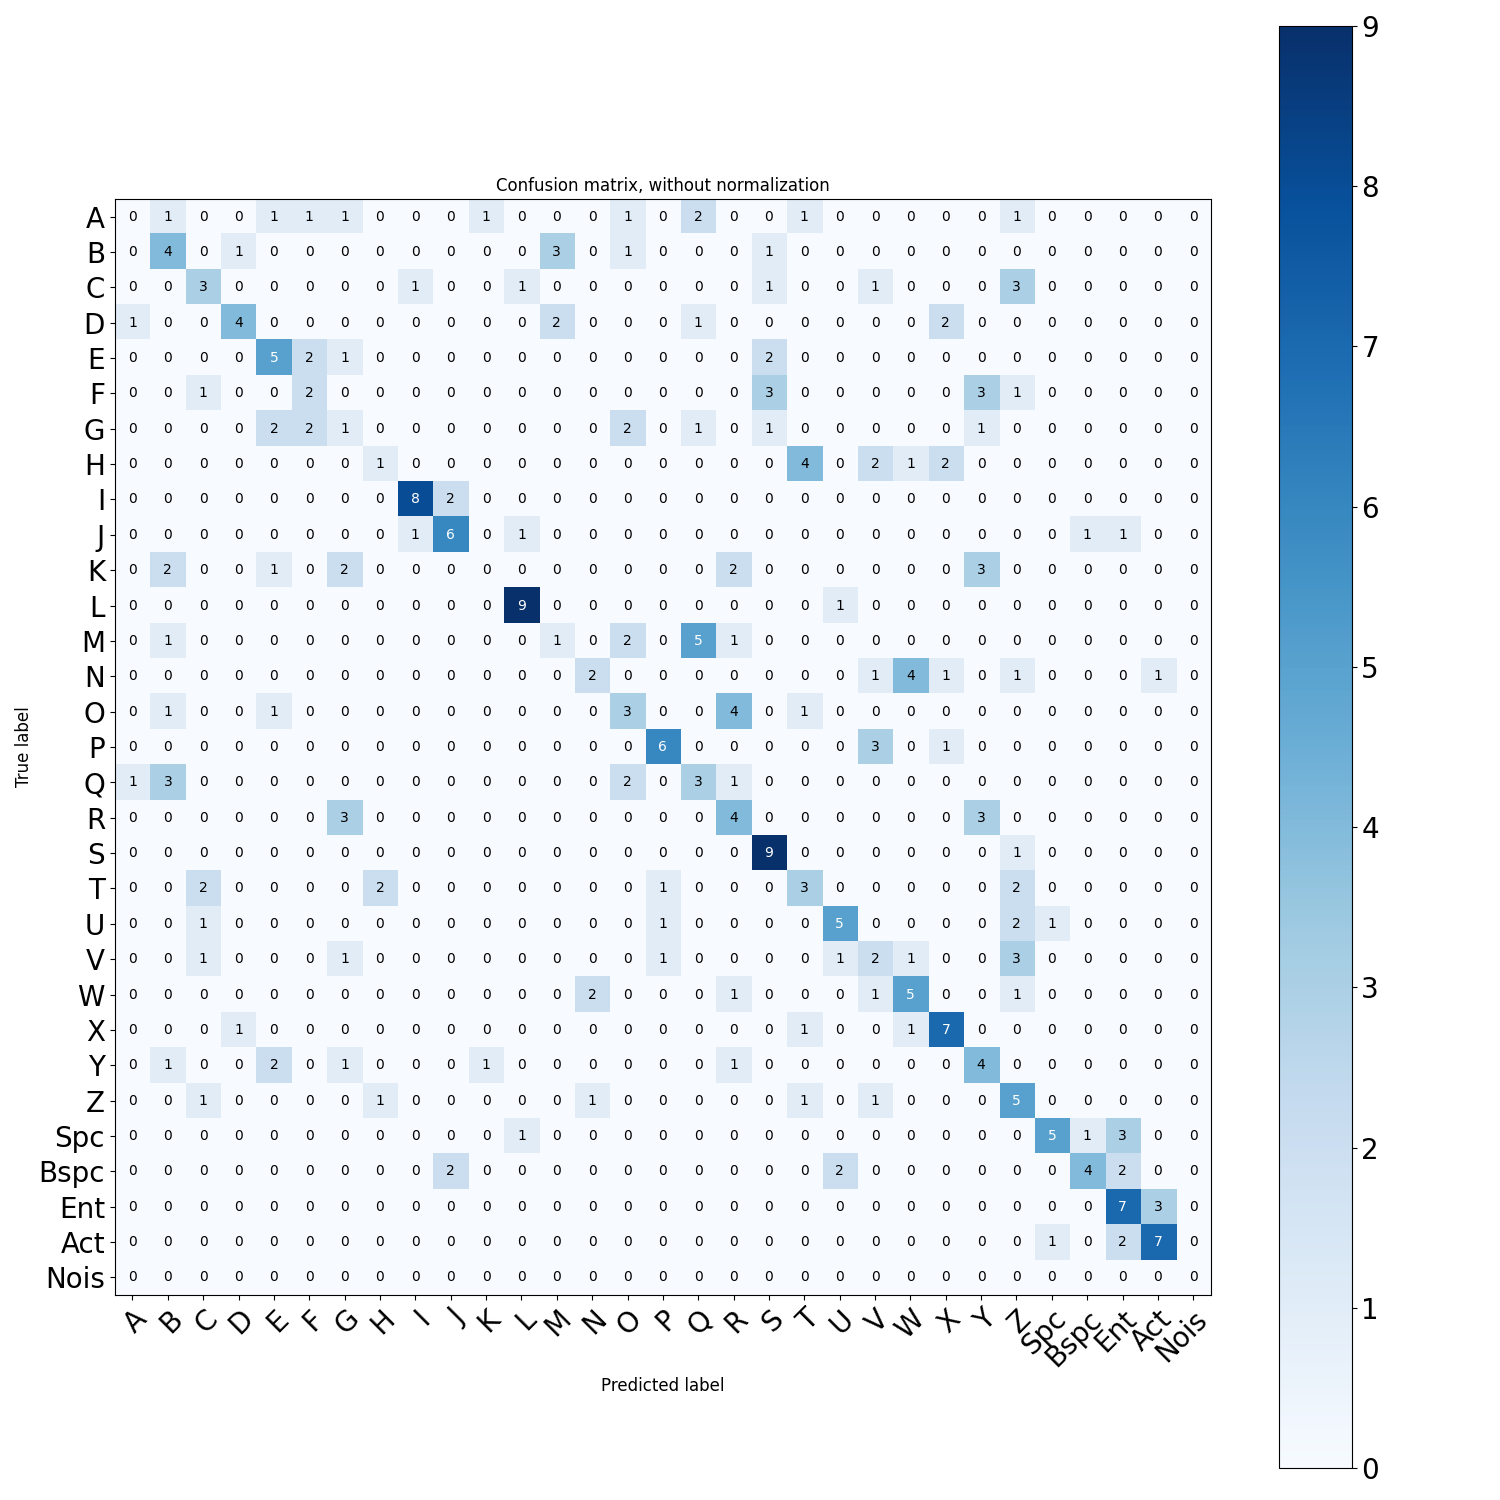 Confusion matrix, without normalization
A 0 1 0 0 1 1 1 0 0 0 1 0 0 0 1 0 2 0 0 1 0 0 0 0 0 1 0 0 0 0 0
B 0 4 0 1 0 0 0 0 0 0 0 0 3 0 1 0 0 0 1 0 0 0 0 0 0 0 0 0 0 0 0
C 0 0 3 0 0 0 0 0 1 0 0 1 0 0 0 0 0 0 1 0 0 1 0 0 0 3 0 0 0 0 0
D 1 0 0 4 0 0 0 0 0 0 0 0 2 0 0 0 1 0 0 0 0 0 0 2 0 0 0 0 0 0 0
E 0 0 0 0 5 2 1 0 0 0 0 0 0 0 0 0 0 0 2 0 0 0 0 0 0 0 0 0 0 0 0
F 0 0 1 0 0 2 0 0 0 0 0 0 0 0 0 0 0 0 3 0 0 0 0 0 3 1 0 0 0 0 0
G 0 0 0 0 2 2 1 0 0 0 0 0 0 0 2 0 1 0 1 0 0 0 0 0 1 0 0 0 0 0 0
H 0 0 0 0 0 0 0 1 0 0 0 0 0 0 0 0 0 0 0 4 0 2 1 2 0 0 0 0 0 0 0
I 0 0 0 0 0 0 0 0 8 2 0 0 0 0 0 0 0 0 0 0 0 0 0 0 0 0 0 0 0 0 0
J 0 0 0 0 0 0 0 0 1 6 0 1 0 0 0 0 0 0 0 0 0 0 0 0 0 0 0 1 1 0 0
K 0 2 0 0 1 0 2 0 0 0 0 0 0 0 0 0 0 2 0 0 0 0 0 0 3 0 0 0 0 0 0
L 0 0 0 0 0 0 0 0 0 0 0 9 0 0 0 0 0 0 0 0 1 0 0 0 0 0 0 0 0 0 0
M 0 1 0 0 0 0 0 0 0 0 0 0 1 0 2 0 5 1 0 0 0 0 0 0 0 0 0 0 0 0 0
N 0 0 0 0 0 0 0 0 0 0 0 0 0 2 0 0 0 0 0 0 0 1 4 1 0 1 0 0 0 1 0
O 0 1 0 0 1 0 0 0 0 0 0 0 0 0 3 0 0 4 0 1 0 0 0 0 0 0 0 0 0 0 0
P 0 0 0 0 0 0 0 0 0 0 0 0 0 0 0 6 0 0 0 0 0 3 0 1 0 0 0 0 0 0 0
Q 1 3 0 0 0 0 0 0 0 0 0 0 0 0 2 0 3 1 0 0 0 0 0 0 0 0 0 0 0 0 0
R 0 0 0 0 0 0 3 0 0 0 0 0 0 0 0 0 0 4 0 0 0 0 0 0 3 0 0 0 0 0 0
S 0 0 0 0 0 0 0 0 0 0 0 0 0 0 0 0 0 0 9 0 0 0 0 0 0 1 0 0 0 0 0
T 0 0 2 0 0 0 0 2 0 0 0 0 0 0 0 1 0 0 0 3 0 0 0 0 0 2 0 0 0 0 0
U 0 0 1 0 0 0 0 0 0 0 0 0 0 0 0 1 0 0 0 0 5 0 0 0 0 2 1 0 0 0 0
V 0 0 1 0 0 0 1 0 0 0 0 0 0 0 0 1 0 0 0 0 1 2 1 0 0 3 0 0 0 0 0
W 0 0 0 0 0 0 0 0 0 0 0 0 0 2 0 0 0 1 0 0 0 1 5 0 0 1 0 0 0 0 0
X 0 0 0 1 0 0 0 0 0 0 0 0 0 0 0 0 0 0 0 1 0 0 1 7 0 0 0 0 0 0 0
Y 0 1 0 0 2 0 1 0 0 0 1 0 0 0 0 0 0 1 0 0 0 0 0 0 4 0 0 0 0 0 0
Z 0 0 1 0 0 0 0 1 0 0 0 0 0 1 0 0 0 0 0 1 0 1 0 0 0 5 0 0 0 0 0
Spc 0 0 0 0 0 0 0 0 0 0 0 1 0 0 0 0 0 0 0 0 0 0 0 0 0 0 5 1 3 0 0
Bspc 0 0 0 0 0 0 0 0 0 2 0 0 0 0 0 0 0 0 0 0 2 0 0 0 0 0 0 4 2 0 0
Ent 0 0 0 0 0 0 0 0 0 0 0 0 0 0 0 0 0 0 0 0 0 0 0 0 0 0 0 0 7 3 0
Act 0 0 0 0 0 0 0 0 0 0 0 0 0 0 0 0 0 0 0 0 0 0 0 0 0 0 1 0 2 7 0
Nois 0 0 0 0 0 0 0 0 0 0 0 0 0 0 0 0 0 0 0 0 0 0 0 0 0 0 0 0 0 0 0
A B C D E F G H I J K L M N O P Q R S T U V W X Y Z Spc Bspc Ent Act Nois
Predicted label
True label
9
8
7
6
5
4
3
2
1
0